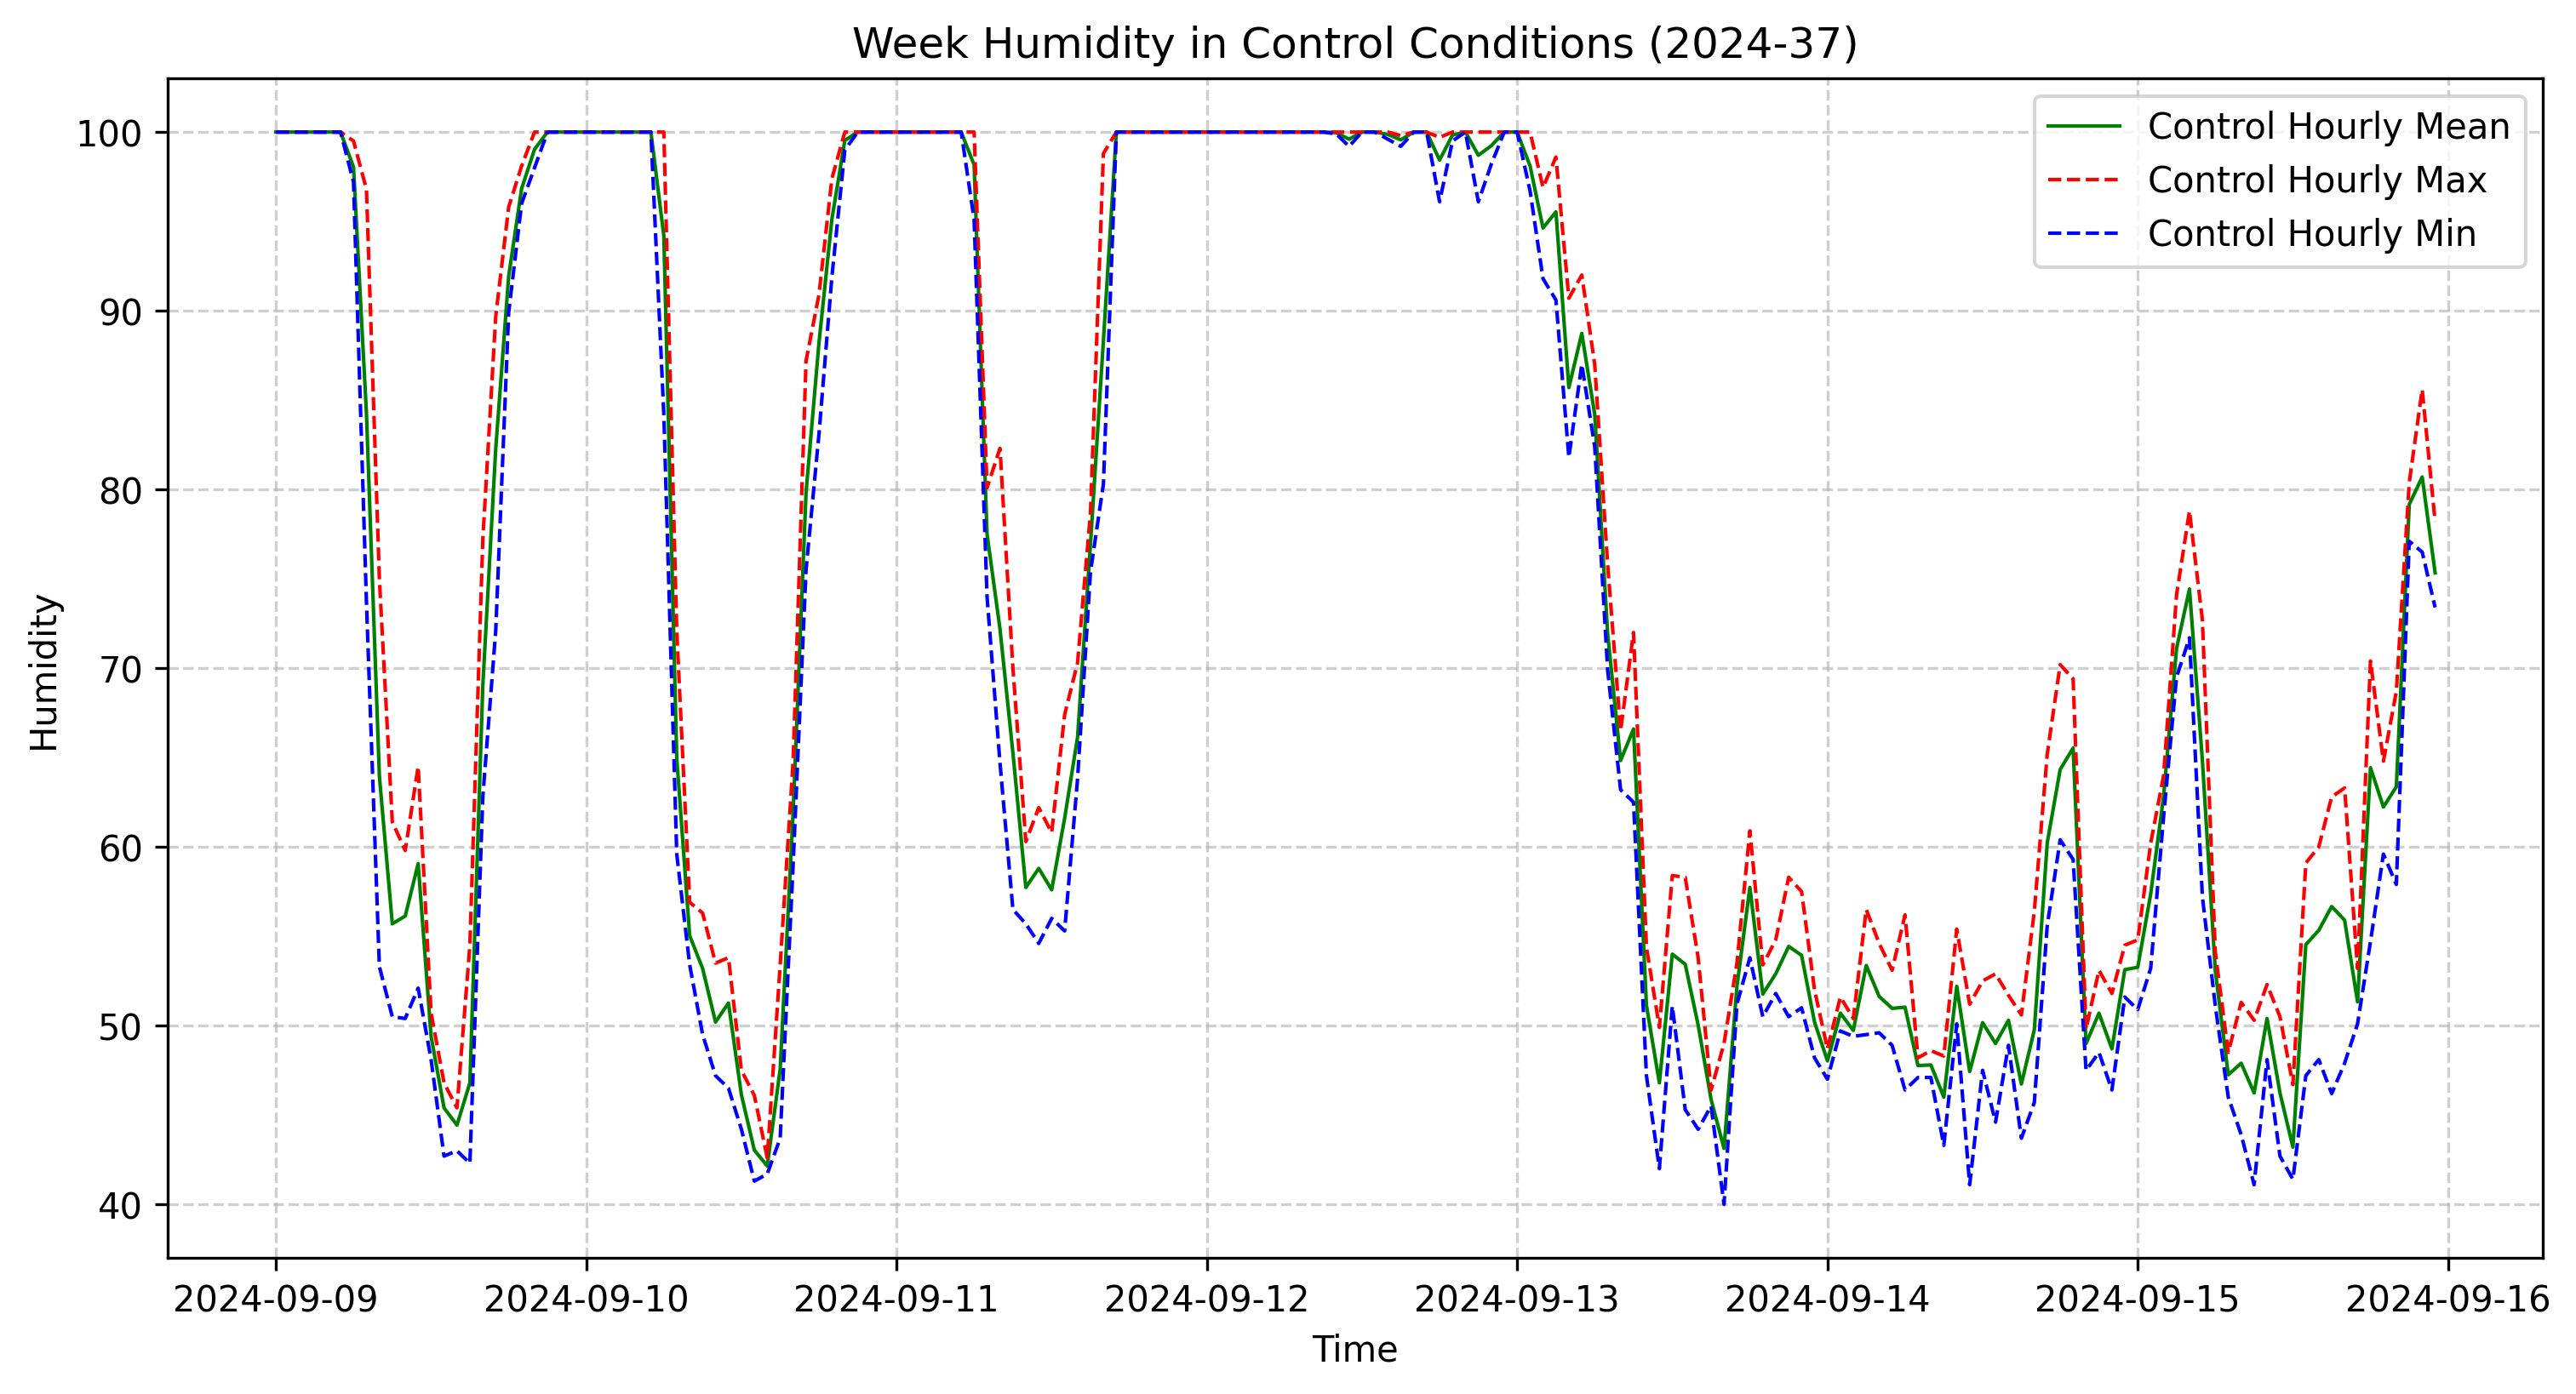 Week Humidity in Control Conditions (2024-37)
Control Hourly Mean
Control Hourly Max
Control Hourly Min
Humidity
100
90
80
70
60
50
40
2024-09-09 2024-09-10 2024-09-11 2024-09-12 2024-09-13 2024-09-14 2024-09-15 2024-09-16
Time